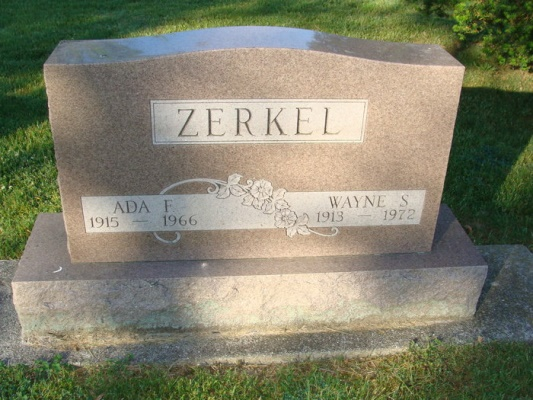 ZERKEL
ADA F.
1915 — 1966
WAYNE S.
1913 — 1972